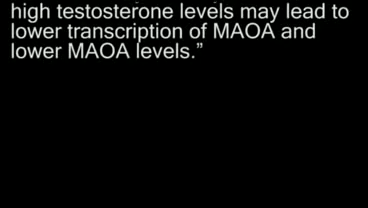 high testosterone levels may lead to
lower transcription of MAOA and
lower MAOA levels.”